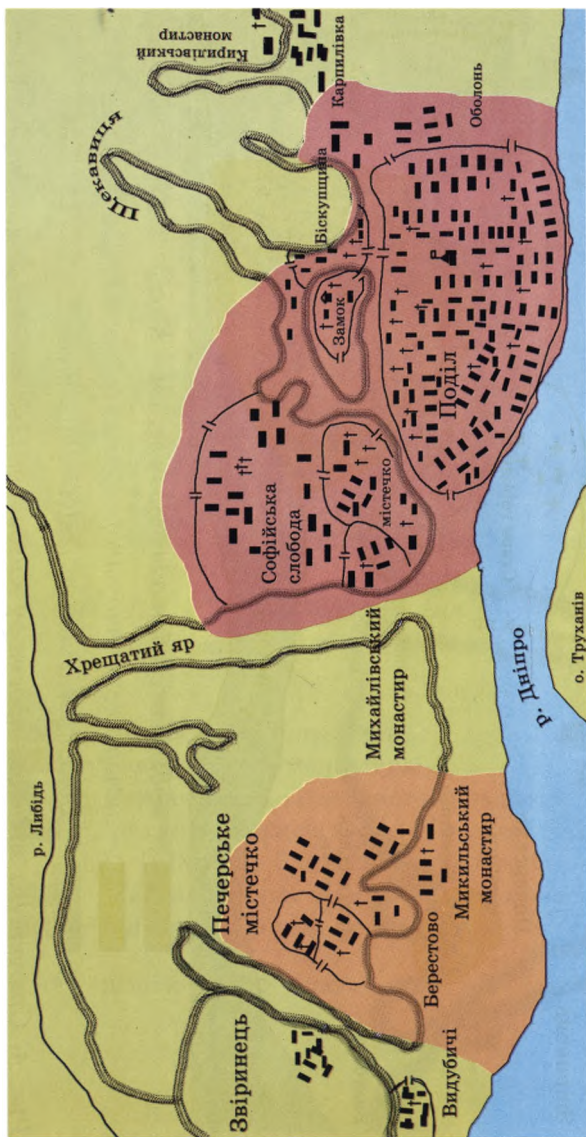 Кирилівський
монастир
Карпилівка
Щекавиця
Біскупщина
Оболонь
Замок
Поділ
Софійська
слобода
містечко
Хрещатий яр
Михайлівський
монастир
р. Дніпро
о. Труханів
р. Либідь
Печерське
містечко
Микильський
монастир
Берестово
Звіринець
Видубичі